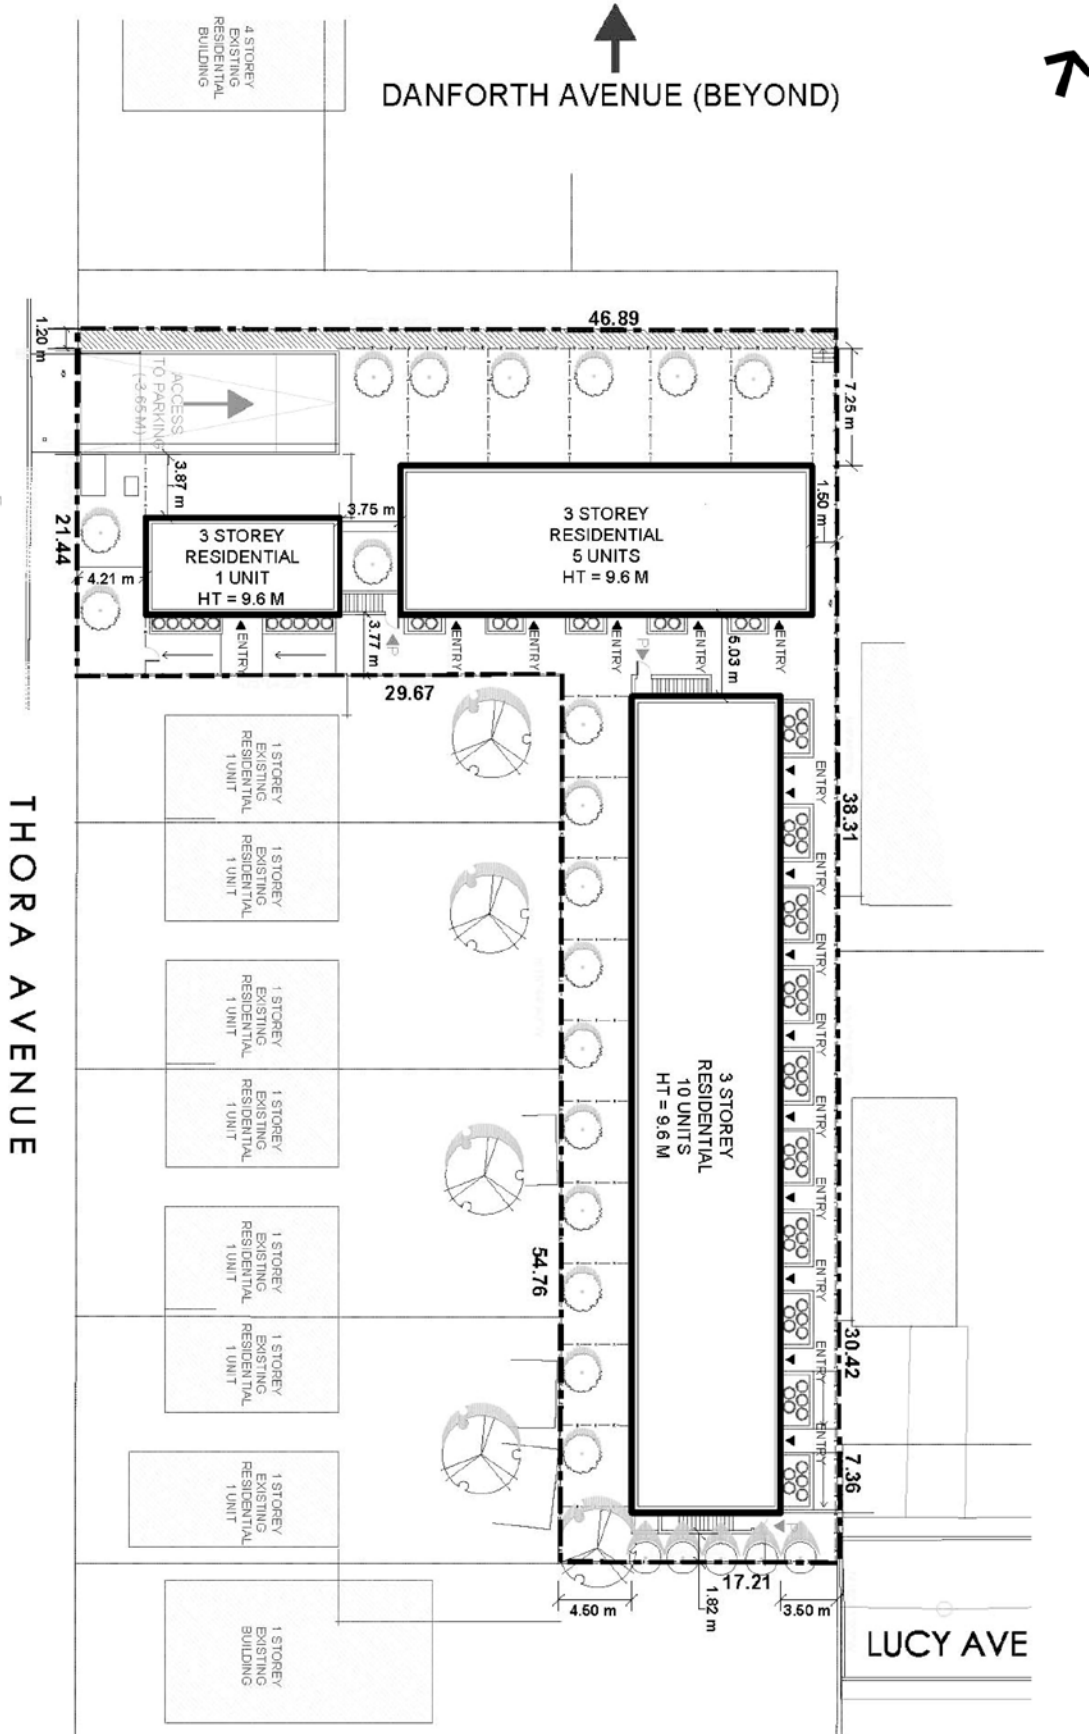 4 STOREY
EXISTING
RESIDENTIAL
BUILDING
DANFORTH AVENUE (BEYOND)
46.89
1.20 m
ACCESS
TO PARKING
(-3.65 M)
7.25 m
3.87 m
3.75 m
1.50 m
3 STOREY
RESIDENTIAL
5 UNITS
HT = 9.6 M
21.44
4.21 m
3 STOREY
RESIDENTIAL
1 UNIT
HT = 9.6 M
ENTRY
3.77 m
P
ENTRY
ENTRY
ENTRY
P
ENTRY
5.03 m
ENTRY
29.67
1 STOREY
EXISTING
RESIDENTIAL
1 UNIT
1 STOREY
EXISTING
RESIDENTIAL
1 UNIT
1 STOREY
EXISTING
RESIDENTIAL
1 UNIT
1 STOREY
EXISTING
RESIDENTIAL
1 UNIT
1 STOREY
EXISTING
RESIDENTIAL
1 UNIT
1 STOREY
EXISTING
RESIDENTIAL
1 UNIT
1 STOREY
EXISTING
RESIDENTIAL
1 UNIT
1 STOREY
EXISTING
BUILDING
THORA AVENUE
54.76
3 STOREY
RESIDENTIAL
10 UNITS
HT = 9.6 M
ENTRY
ENTRY
ENTRY
ENTRY
ENTRY
ENTRY
ENTRY
ENTRY
ENTRY
38.31
30.42
7.36
P
17.21
4.50 m
1.82 m
3.50 m
LUCY AVE